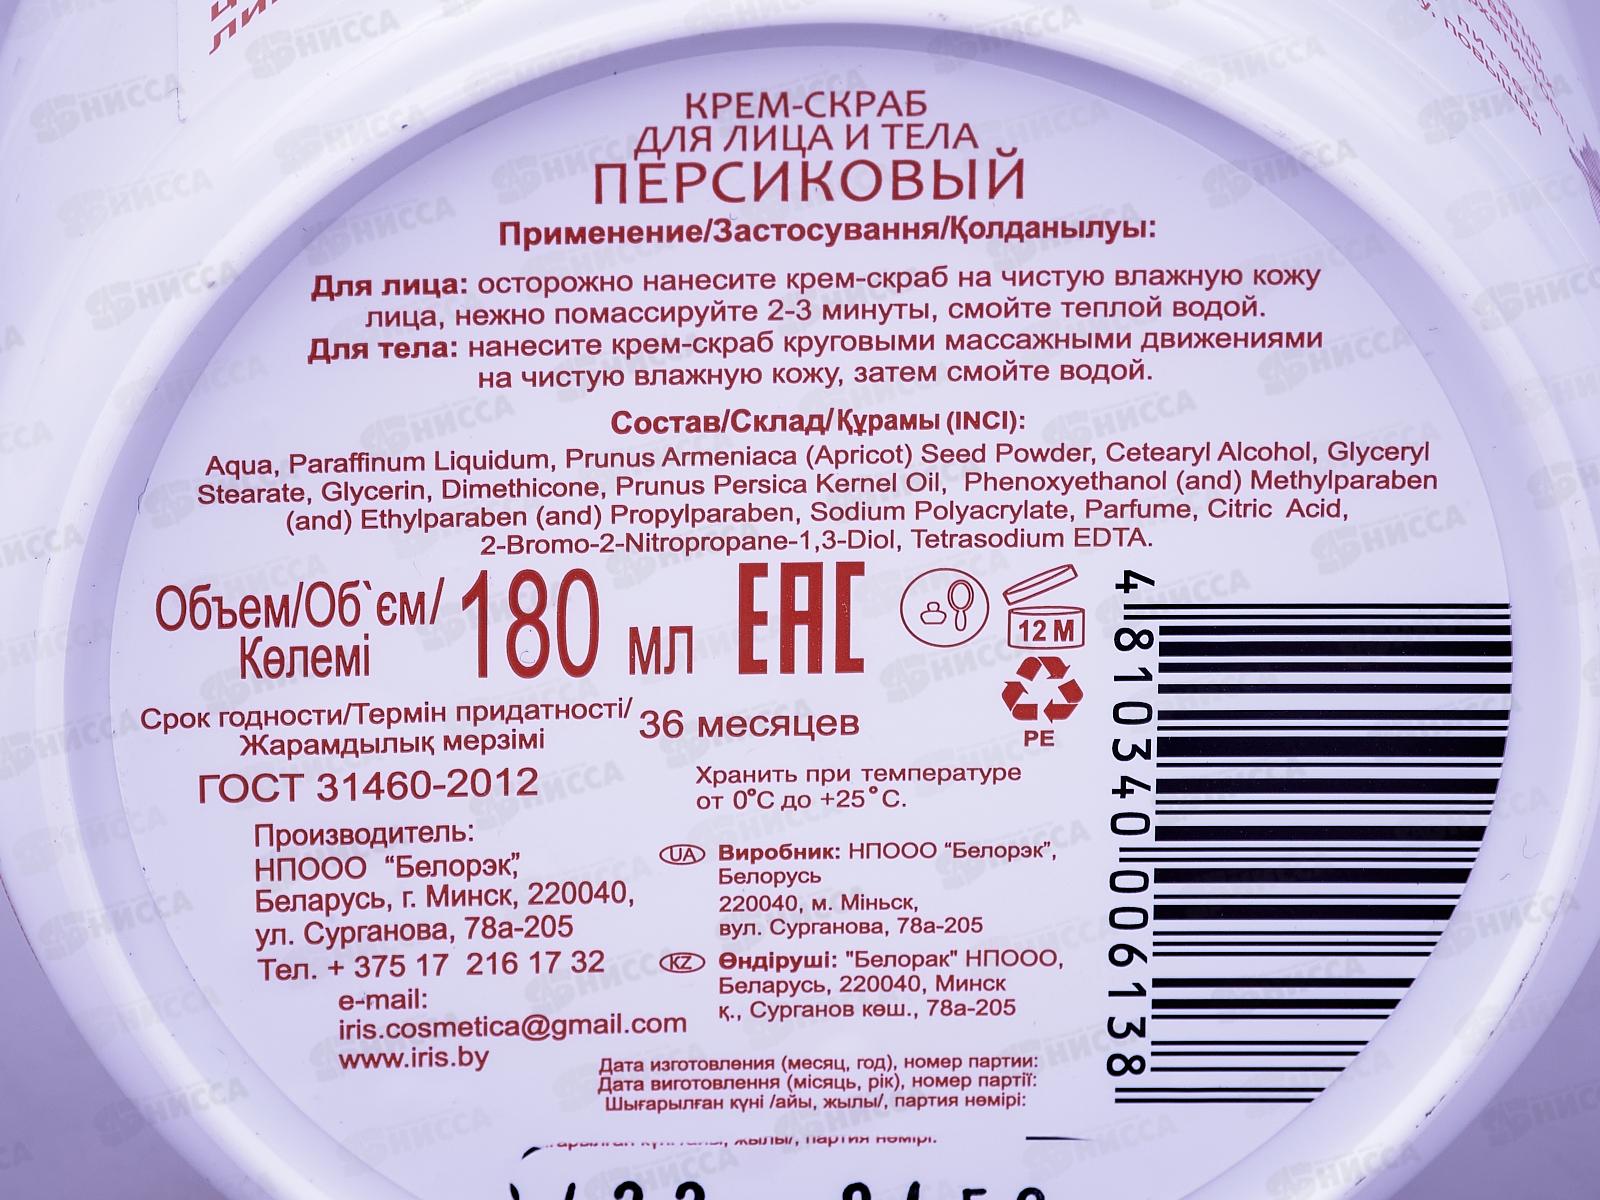 КРЕМ-СКРАБ
ДЛЯ ЛИЦА И ТЕЛА
ПЕРСИКОВЫЙ
Применение/Застосування/Қолданылуы:
Для лица: осторожно нанесите крем-скраб на чистую влажную кожу
лица, нежно помассируйте 2-3 минуты, смойте теплой водой.
Для тела: нанесите крем-скраб круговыми массажными движениями
на чистую влажную кожу, затем смойте водой.
Состав/Склад/Құрамы (INCI):
Aqua, Paraffinum Liquidum, Prunus Armeniaca (Apricot) Seed Powder, Cetearyl Alcohol, Glyceryl
Stearate, Glycerin, Dimethicone, Prunus Persica Kernel Oil, Phenoxyethanol (and) Methylparaben
(and) Ethylparaben (and) Propylparaben, Sodium Polyacrylate, Parfume, Citric Acid,
2-Bromo-2-Nitropropane-1,3-Diol, Tetrasodium EDTA.
Объем/Об`єм/
Көлемі
180 мл
EAC
12 М
PE
Срок годности/Термін придатності/
Жарамдылық мерзімі
36 месяцев
ГОСТ 31460-2012
Хранить при температуре
от 0°С до +25°С.
Производитель:
НПООО “Белорэк”,
Беларусь, г. Минск, 220040,
ул. Сурганова, 78а-205
Тел. + 375 17 216 17 32
e-mail:
iris.cosmetica@gmail.com
www.iris.by
UA Виробник: НПООО “Белорэк”,
Белорусь
220040, м. Міньск,
вул. Сурганова, 78а-205
KZ Өндіруші: "Белорак" НПООО,
Беларусь, 220040, Минск
қ., Сурганов көш., 78а-205
Дата изготовления (месяц, год), номер партии:
Дата виготовлення (місяць, рік), номер партії:
Шығарылған күні /айы, жылы/, партия нөмірі:
4 810340 006138
НИССА